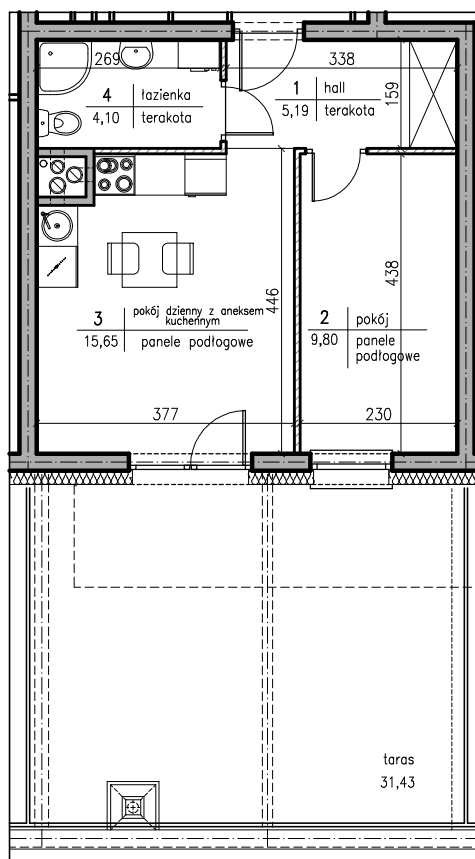 269
338
4
łazienka
4,10
terakota
1
hall
5,19
terakota
159
3
pokój dzienny z aneksem
kuchennym
15,65
panele podłogowe
446
438
2
pokój
9,80
panele
podłogowe
377
230
taras
31,43